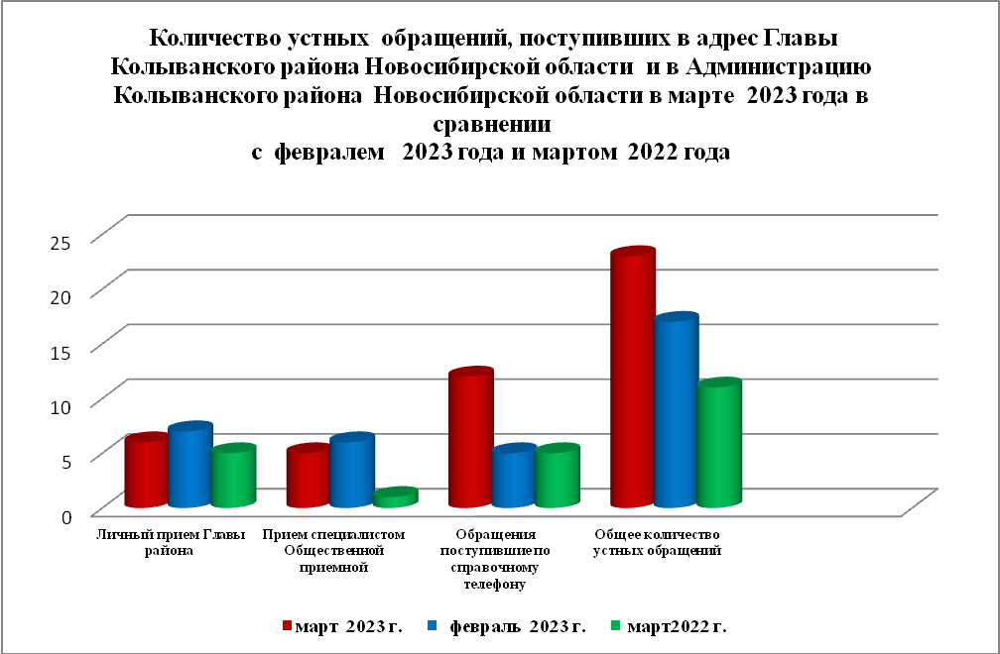 Количество устных обращений, поступивших в адрес Главы
Колыванского района Новосибирской области и в Администрацию
Колыванского района Новосибирской области в марте 2023 года в
сравнении
с февралем 2023 года и мартом 2022 года
25
20
15
10
5
0
Личный прием Главы
района
Прием специалистом
Общественной
приемной
Обращения
поступившие по
справочному
телефону
Общее количество
устных обращений
март 2023 г.
февраль 2023 г.
март2022 г.